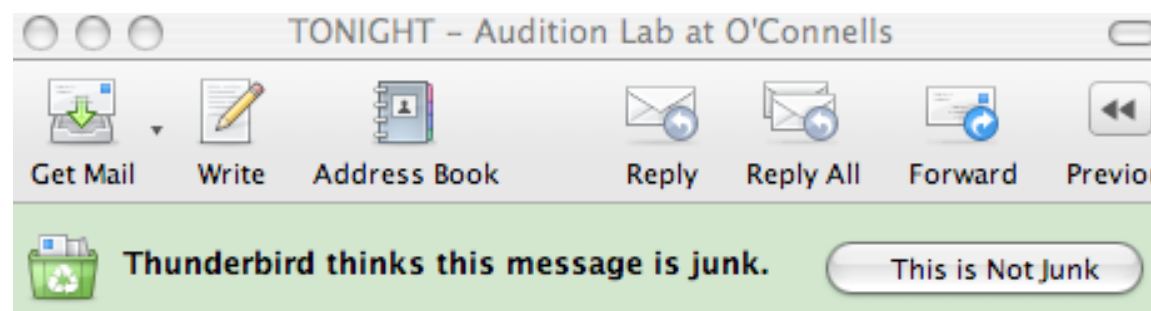 TONIGHT – Audition Lab at O'Connells
Get Mail Write Address Book Reply Reply All Forward Previo
Thunderbird thinks this message is junk. This is Not Junk